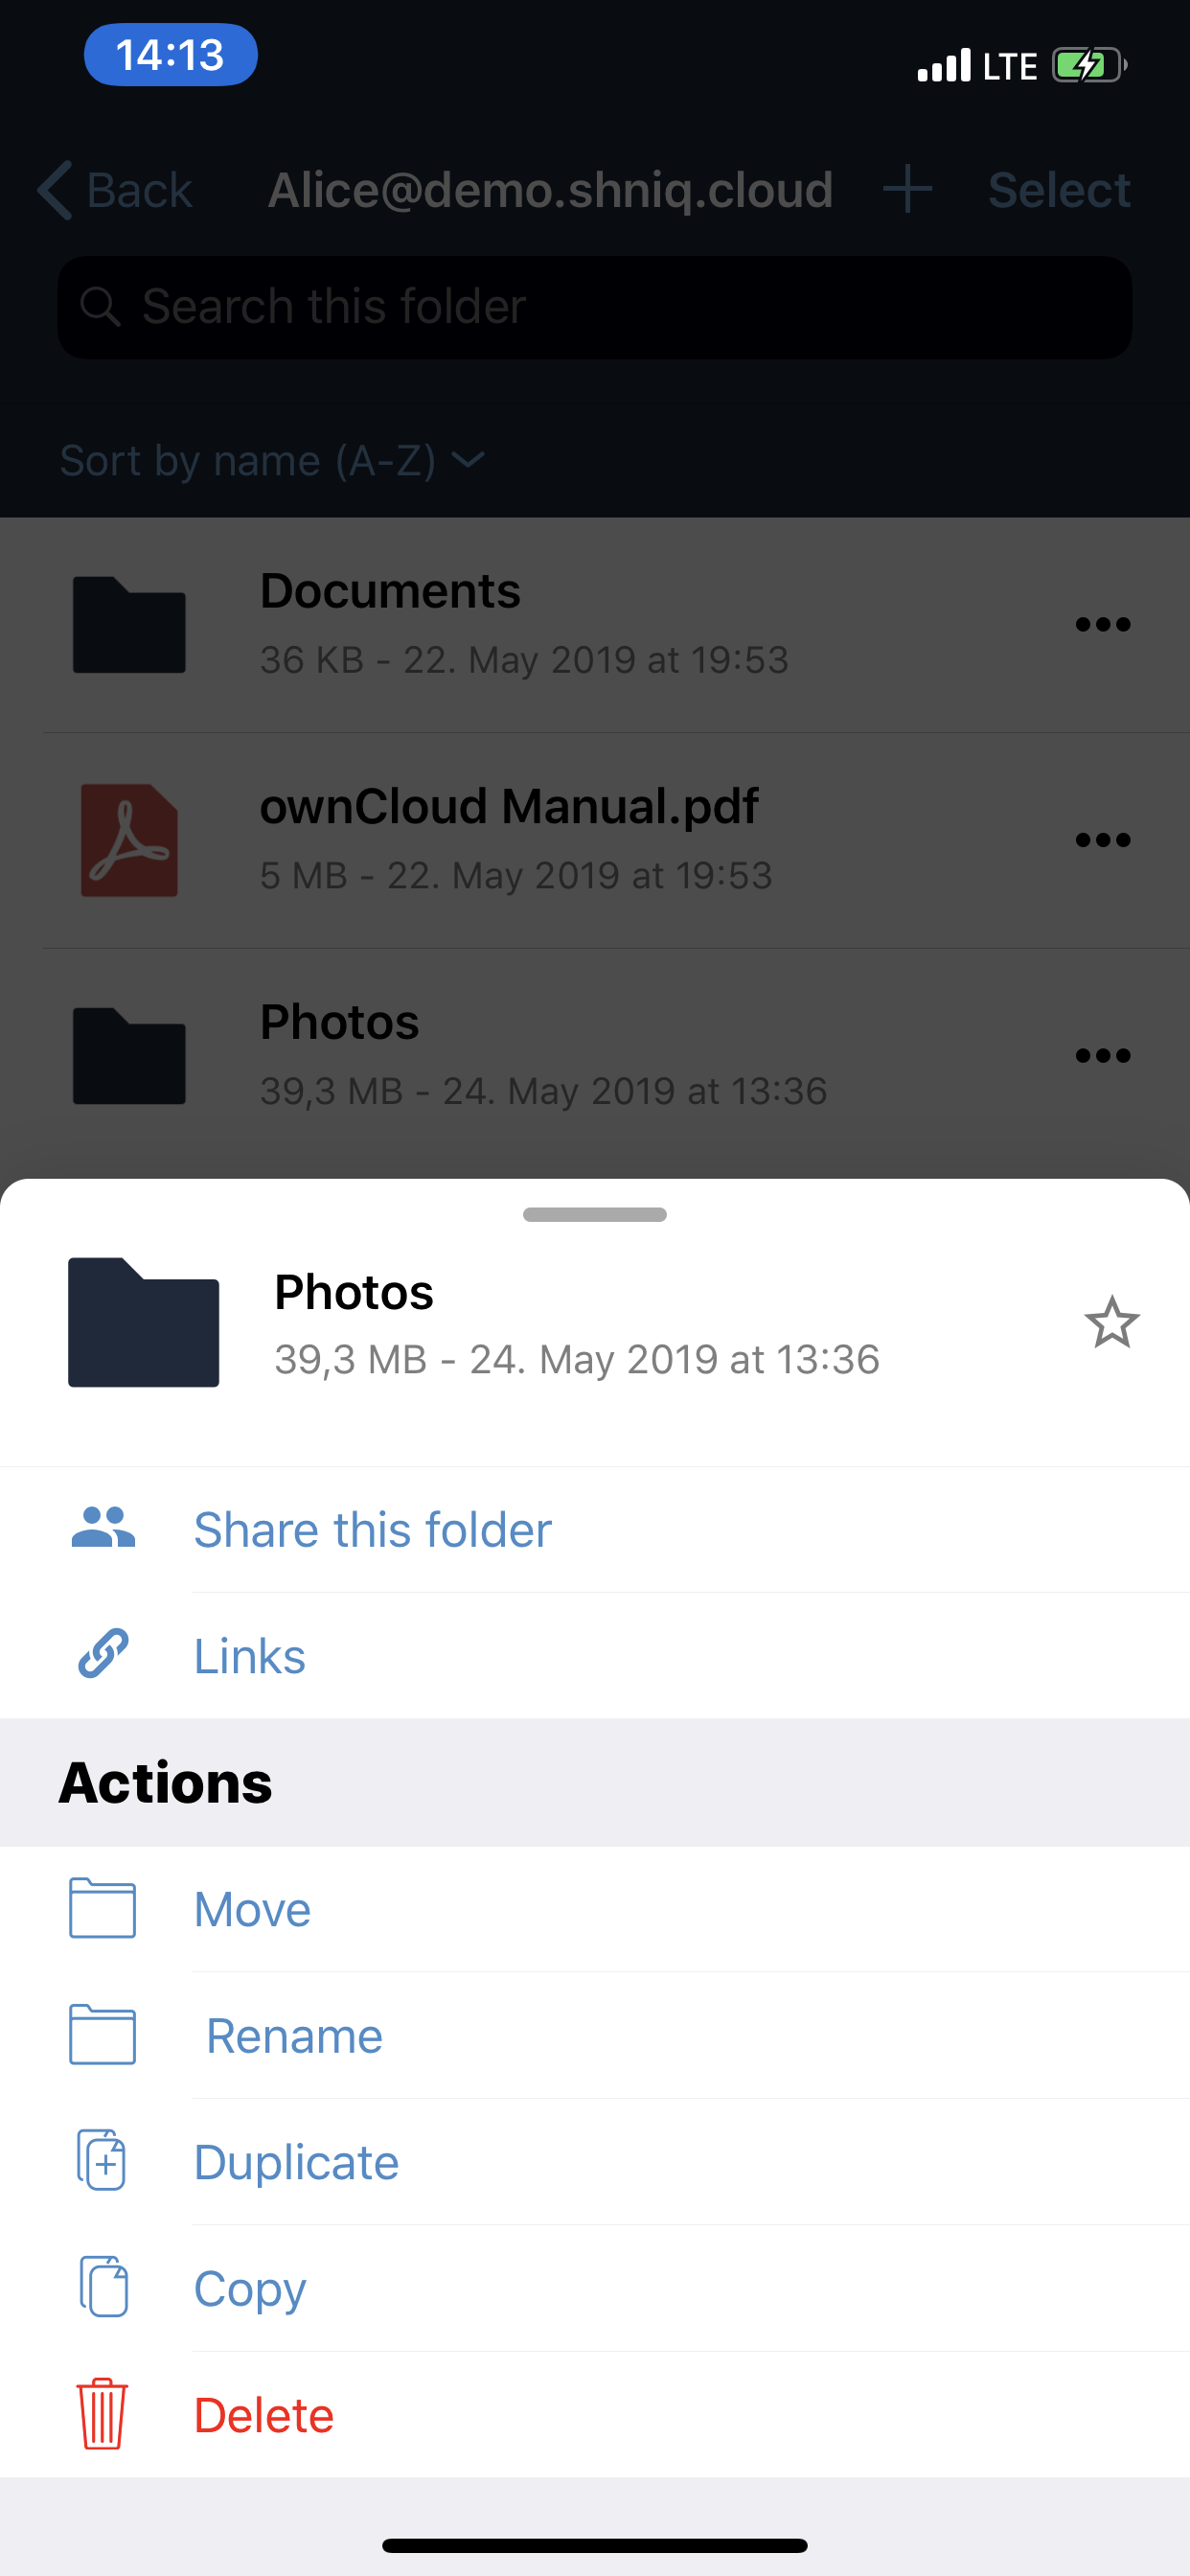 14:13
LTE
Back
Alice@demo.shniq.cloud
Select
Search this folder
Sort by name (A-Z)
Documents
36 KB - 22. May 2019 at 19:53
ownCloud Manual.pdf
5 MB - 22. May 2019 at 19:53
Photos
39,3 MB - 24. May 2019 at 13:36
Photos
39,3 MB - 24. May 2019 at 13:36
Share this folder
Links
Actions
Move
Rename
Duplicate
Copy
Delete